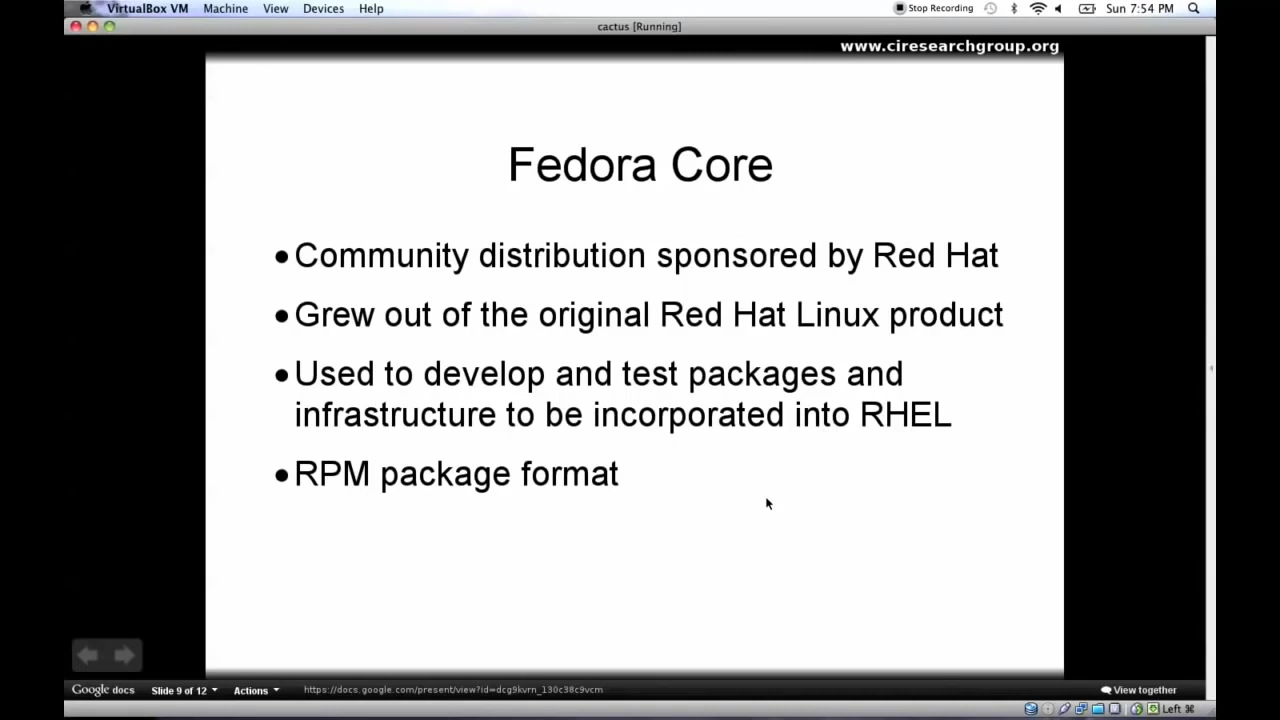 VirtualBox VM Machine View Devices Help Stop Recording Sun 7:54 PM
cactus [Running]
www.ciresearchgroup.org
Fedora Core
•Community distribution sponsored by Red Hat
•Grew out of the original Red Hat Linux product
•Used to develop and test packages and
infrastructure to be incorporated into RHEL
•RPM package format
Google docs Slide 9 of 12 Actions https://docs.google.com/present/view?id=dcg9kvrn_130c38c9vcm View together
Left ⌘